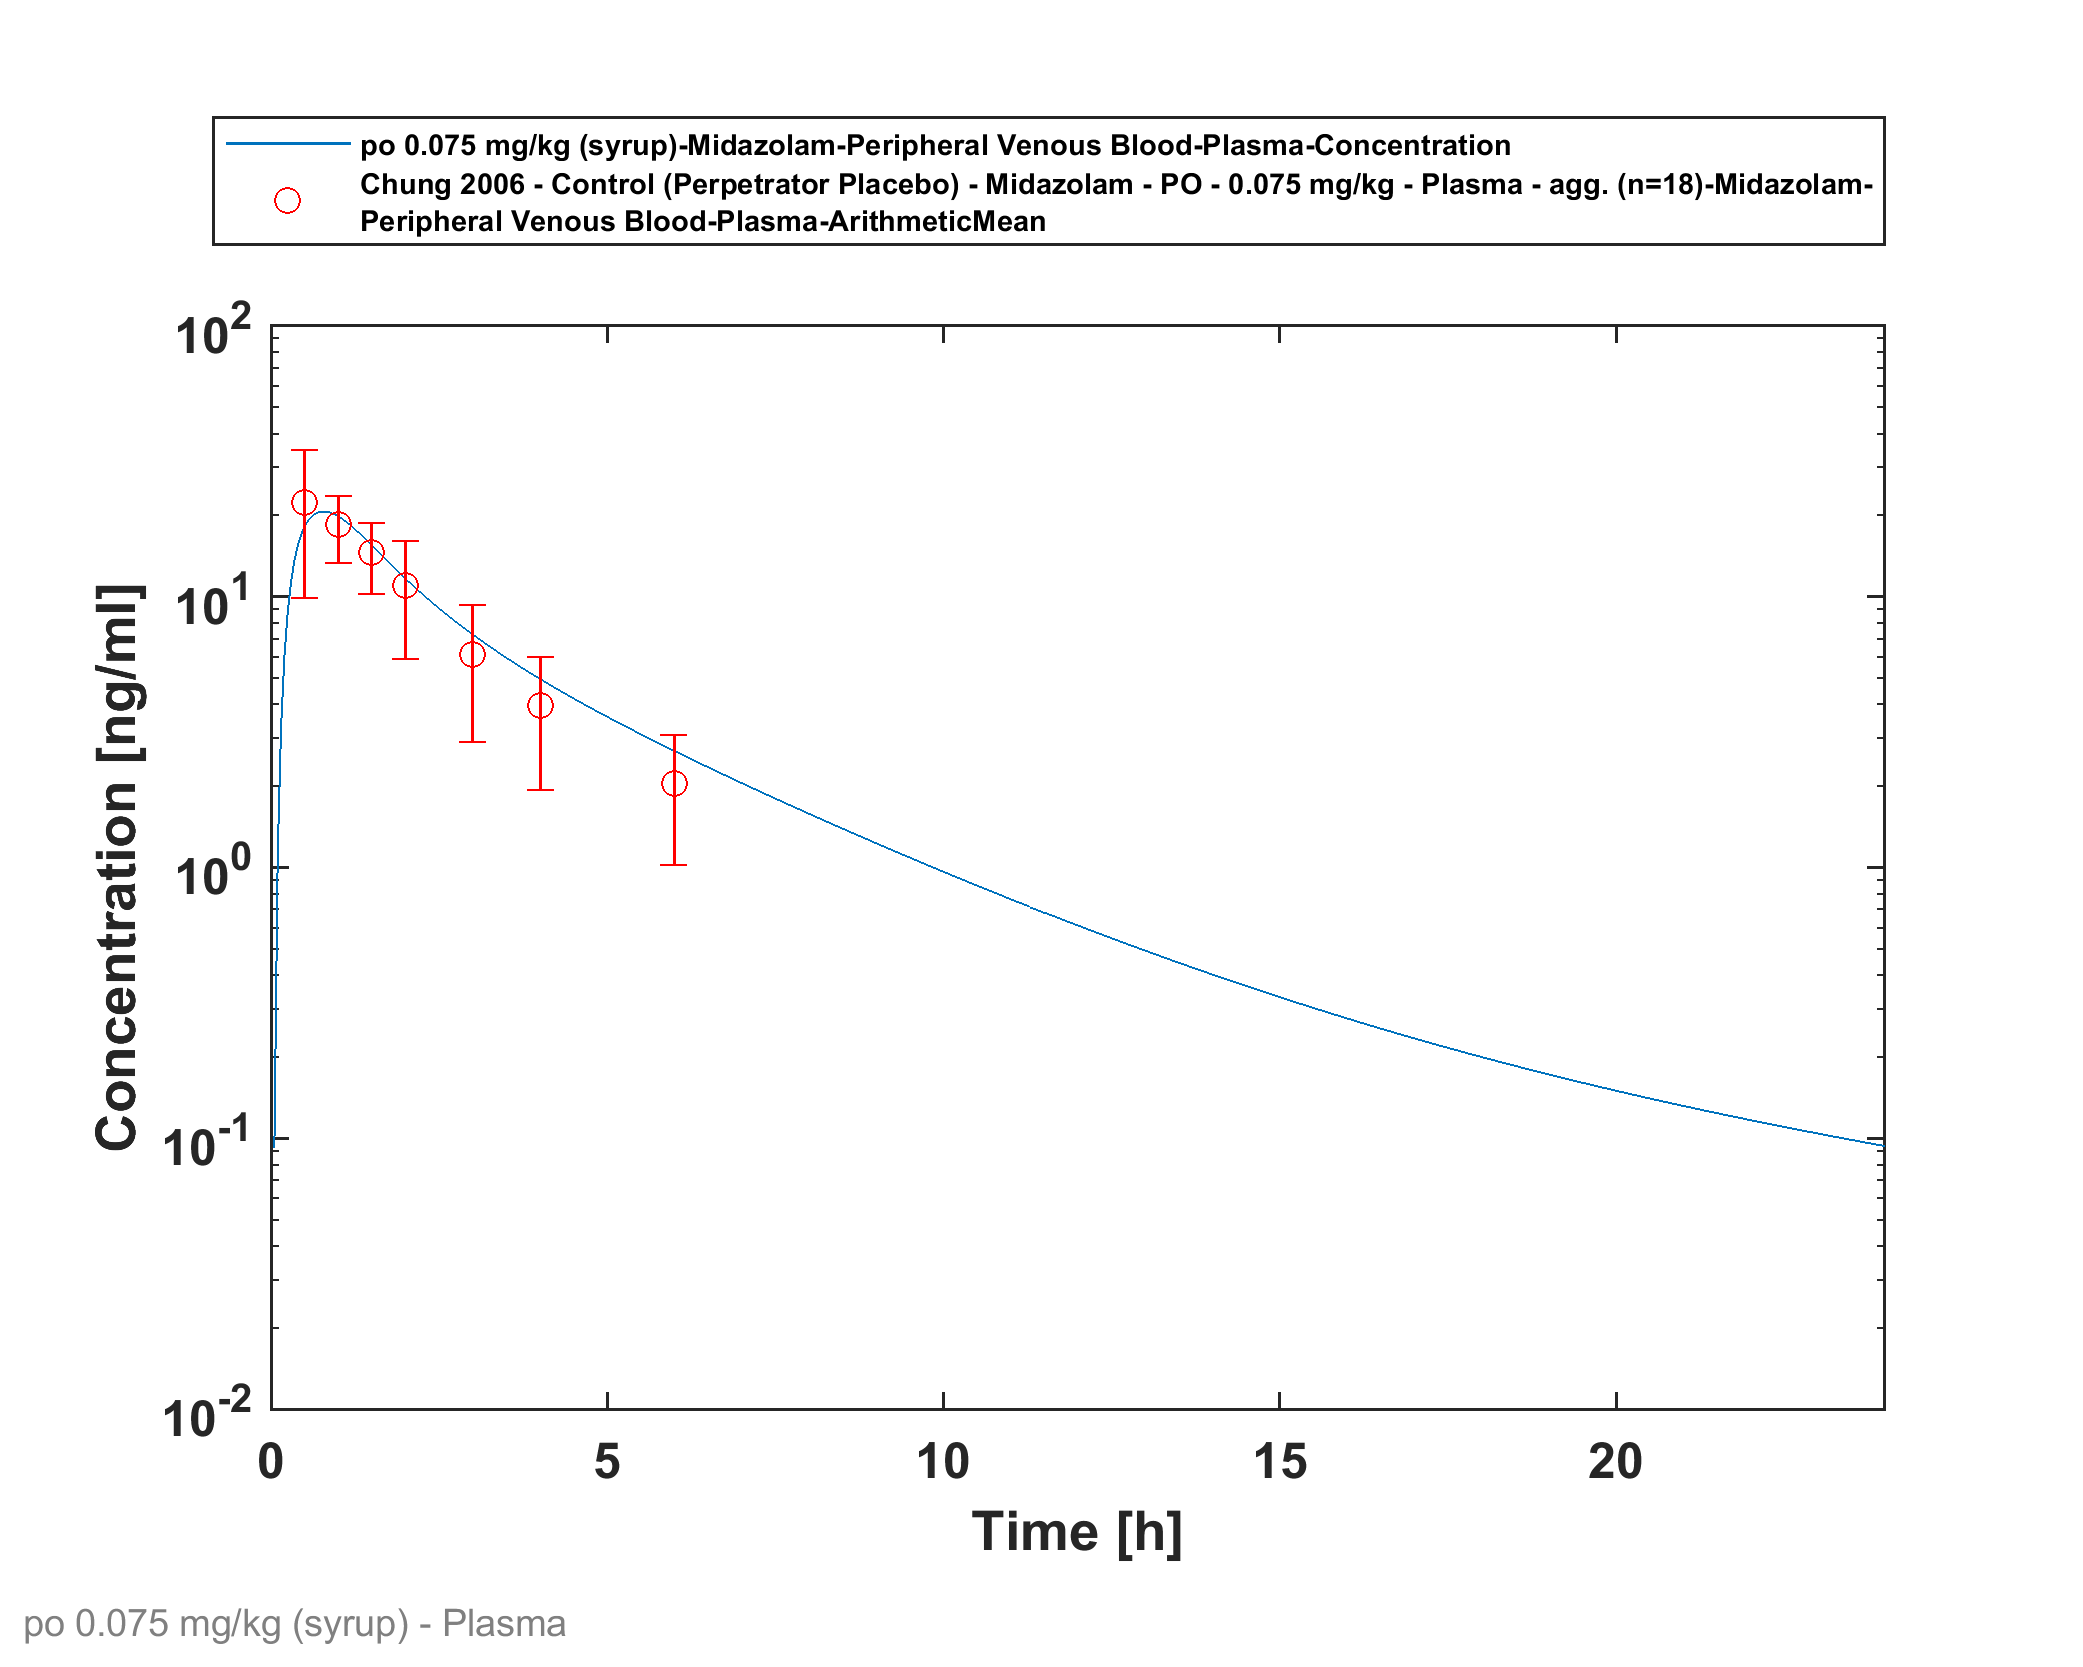 po 0.075 mg/kg (syrup)-Midazolam-Peripheral Venous Blood-Plasma-Concentration
Chung 2006 - Control (Perpetrator Placebo) - Midazolam - PO - 0.075 mg/kg - Plasma - agg. (n=18)-Midazolam-
Peripheral Venous Blood-Plasma-ArithmeticMean
10^2
10^1
10^0
10^-1
10^-2
Concentration [ng/ml]
0 5 10 15 20
Time [h]
po 0.075 mg/kg (syrup) - Plasma